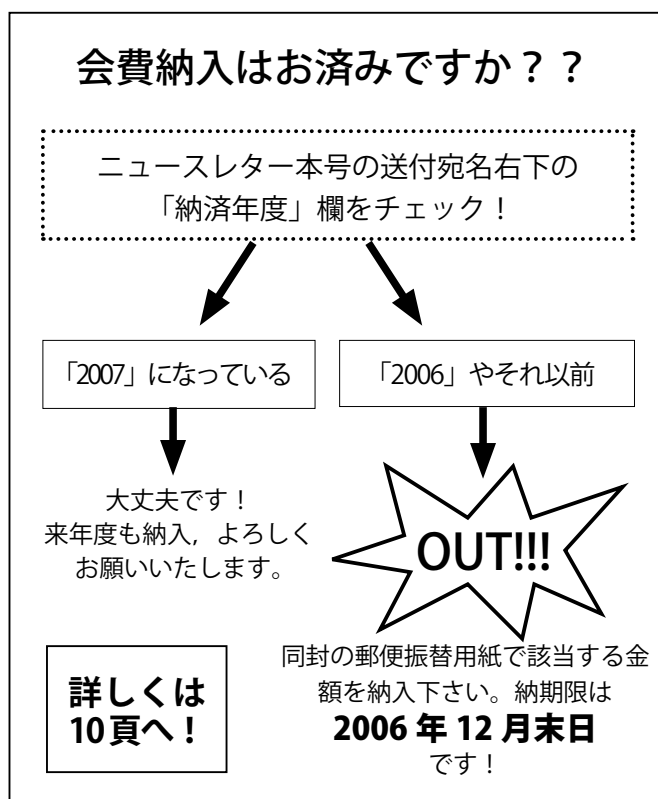 会費納入はお済みですか？？
ニュースレター本号の送付宛名右下の
「納済年度」欄をチェック！
「2007」になっている
「2006」やそれ以前
大丈夫です！
来年度も納入，よろしく
お願いいたします。
OUT!!!
同封の郵便振替用紙で該当する金
額を納入下さい。納期限は
2006 年 12 月末日
です！
詳しくは
10 頁へ！